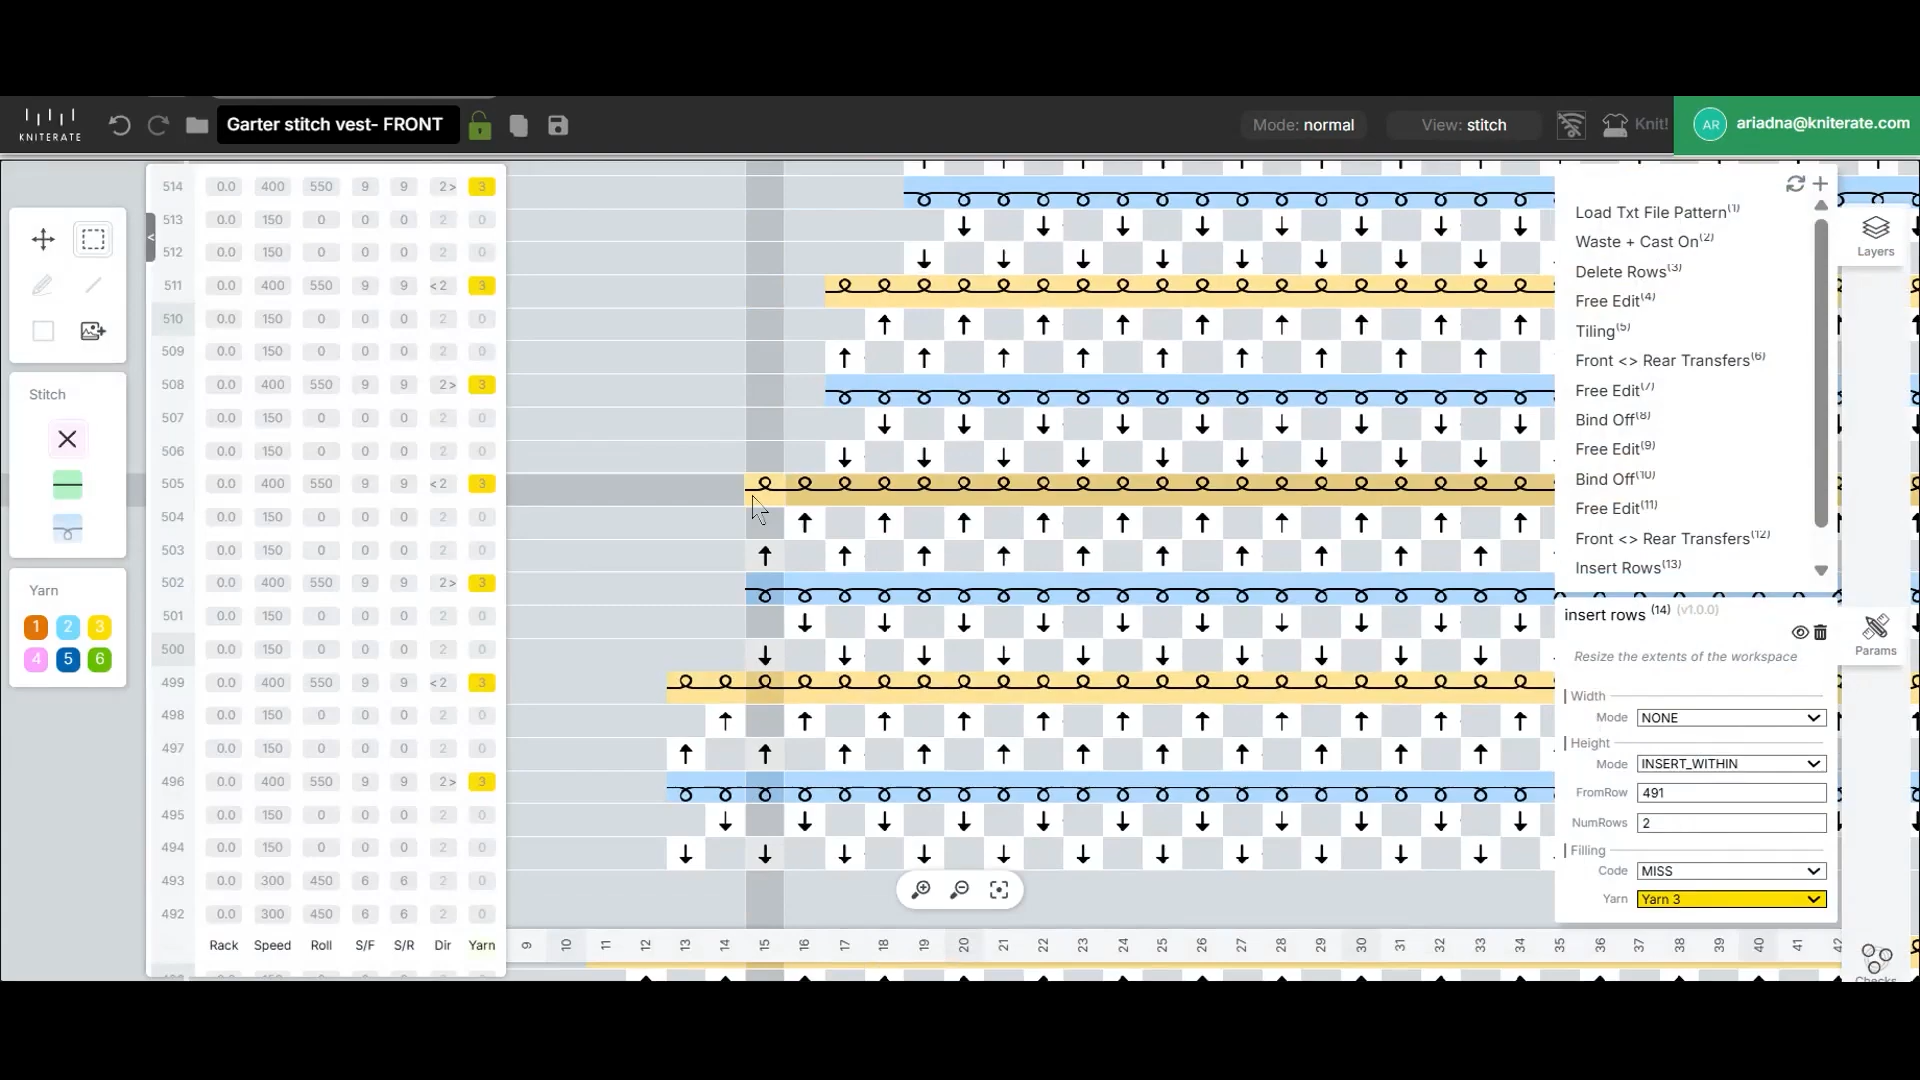 KNITERATE
Garter stitch vest- FRONT
Mode: normal
View: stitch
Knit!
AR
ariadna@kniterate.com
514 0.0 400 550 9 9 2> 3
513 0.0 150 0 0 0 2 0
512 0.0 150 0 0 0 2 0
511 0.0 400 550 9 9 <2 3
510 0.0 150 0 0 0 2 0
509 0.0 150 0 0 0 2 0
508 0.0 400 550 9 9 2> 3
507 0.0 150 0 0 0 2 0
506 0.0 150 0 0 0 2 0
505 0.0 400 550 9 9 <2 3
504 0.0 150 0 0 0 2 0
503 0.0 150 0 0 0 2 0
502 0.0 400 550 9 9 2> 3
501 0.0 150 0 0 0 2 0
500 0.0 150 0 0 0 2 0
499 0.0 400 550 9 9 <2 3
498 0.0 150 0 0 0 2 0
497 0.0 150 0 0 0 2 0
496 0.0 400 550 9 9 2> 3
495 0.0 150 0 0 0 2 0
494 0.0 150 0 0 0 2 0
493 0.0 300 450 6 6 2 0
492 0.0 300 450 6 6 2 0
Rack Speed Roll S/F S/R Dir Yarn
9 10 11 12 13 14 15 16 17 18 19 20 21 22 23 24 25 26 27 28 29 30 31 32 33 34 35 36 37 38 39 40 41 42
Stitch
Yarn
1 2 3
4 5 6
<
Load Txt File Pattern(1)
Waste + Cast On(2)
Delete Rows(3)
Free Edit(4)
Tiling(5)
Front <> Rear Transfers(6)
Free Edit(7)
Bind Off(8)
Free Edit(9)
Bind Off(10)
Free Edit(11)
Front <> Rear Transfers(12)
Insert Rows(13)
insert rows (14) (v1.0.0)
Resize the extents of the workspace
Width
Mode NONE
Height
Mode INSERT_WITHIN
FromRow 491
NumRows 2
Filling
Code MISS
Yarn Yarn 3
Layers
Params
Checks